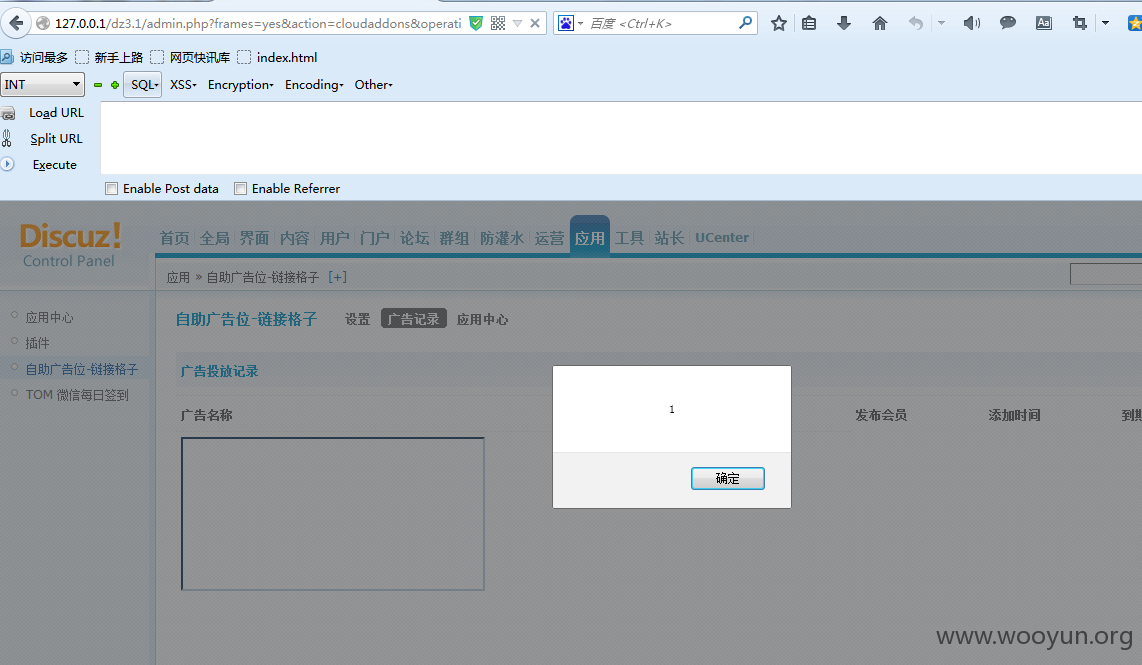 127.0.0.1/dz3.1/admin.php?frames=yes&action=cloudaddons&operati
百度 <Ctrl+K>
Aa
访问最多 新手上路 网页快讯库 index.html
INT SQL XSS Encryption Encoding Other
Load URL
Split URL
Execute
Enable Post data Enable Referrer
Discuz!
Control Panel
首页 全局 界面 内容 用户 门户 论坛 群组 防灌水 运营 应用 工具 站长 UCenter
应用 » 自助广告位-链接格子 [+]
应用中心
插件
自助广告位-链接格子
TOM 微信每日签到
自助广告位-链接格子 设置 广告记录 应用中心
广告投放记录
广告名称 发布会员 添加时间 到期
1
确定
www.wooyun.org